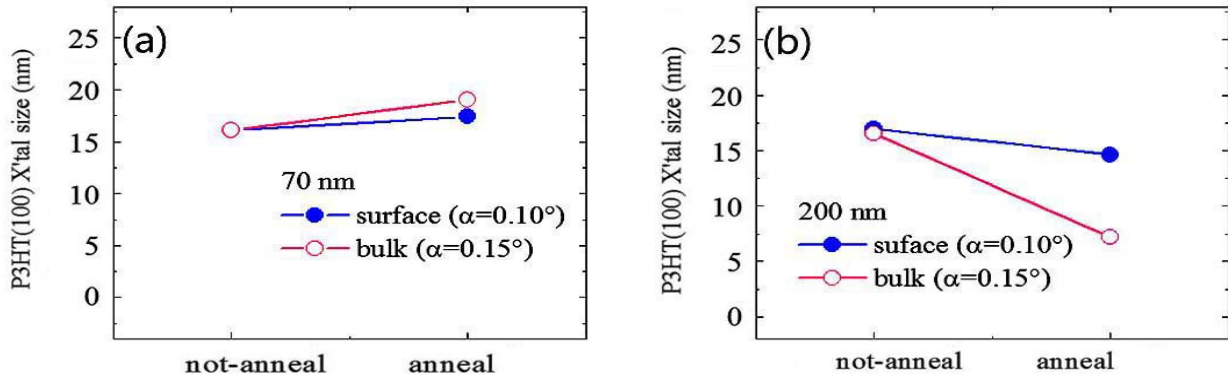 (a)
P3HT(100) X'tal size (nm)
25
20
15
10
5
0
70 nm
surface (α=0.10°)
bulk (α=0.15°)
not-anneal
anneal
(b)
P3HT(100) X'tal size (nm)
25
20
15
10
5
0
200 nm
suface (α=0.10°)
bulk (α=0.15°)
not-anneal
anneal